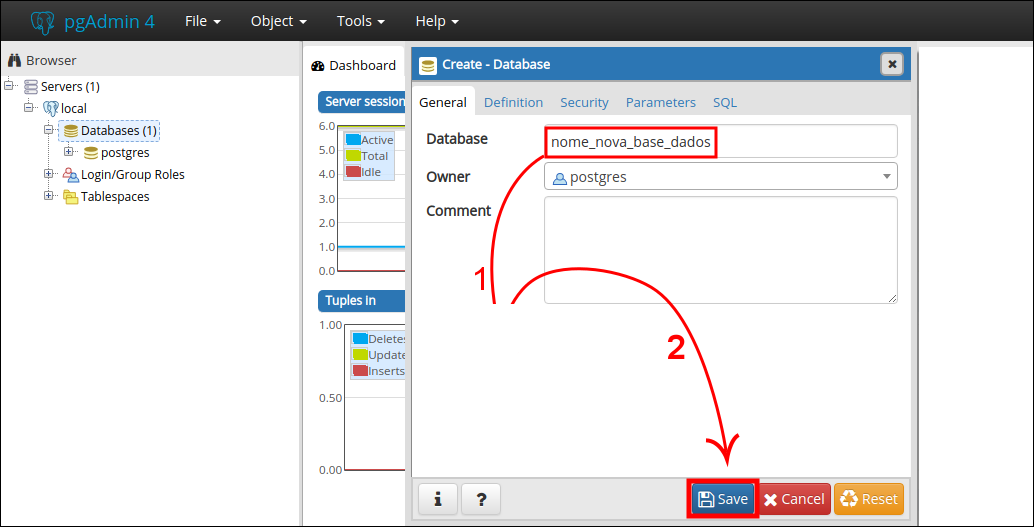 pgAdmin 4 File Object Tools Help
Browser
Servers (1)
local
Databases (1)
postgres
Login/Group Roles
Tablespaces
Dashboard
Server session
6.0
5.0
4.0
3.0
2.0
1.0
0.0
Active
Total
Idle
Tuples in
1.00
0.50
0.00
Deletes
Update
Inserts
Create - Database
General Definition Security Parameters SQL
Database nome_nova_base_dados
Owner postgres
Comment
1
2
i ? Save Cancel Reset